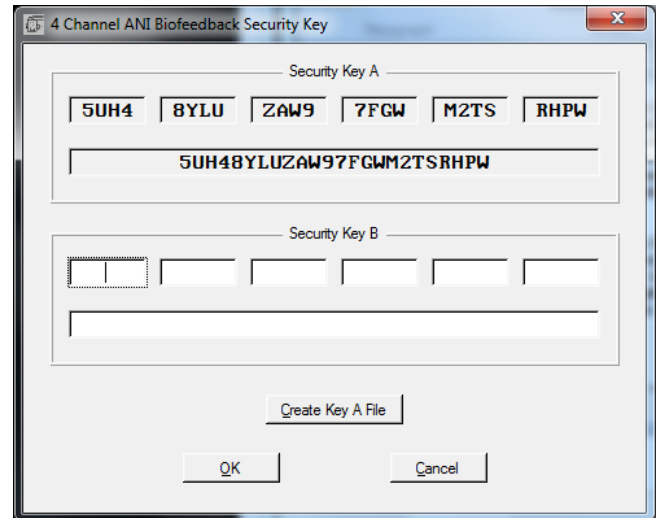 4 Channel ANI Biofeedback Security Key
Security Key A
5UH4 8YLU ZAW9 7FGW M2TS RHPW
5UH48YLUZAW97FGWM2TSRHPW
Security Key B
Create Key A File
OK Cancel